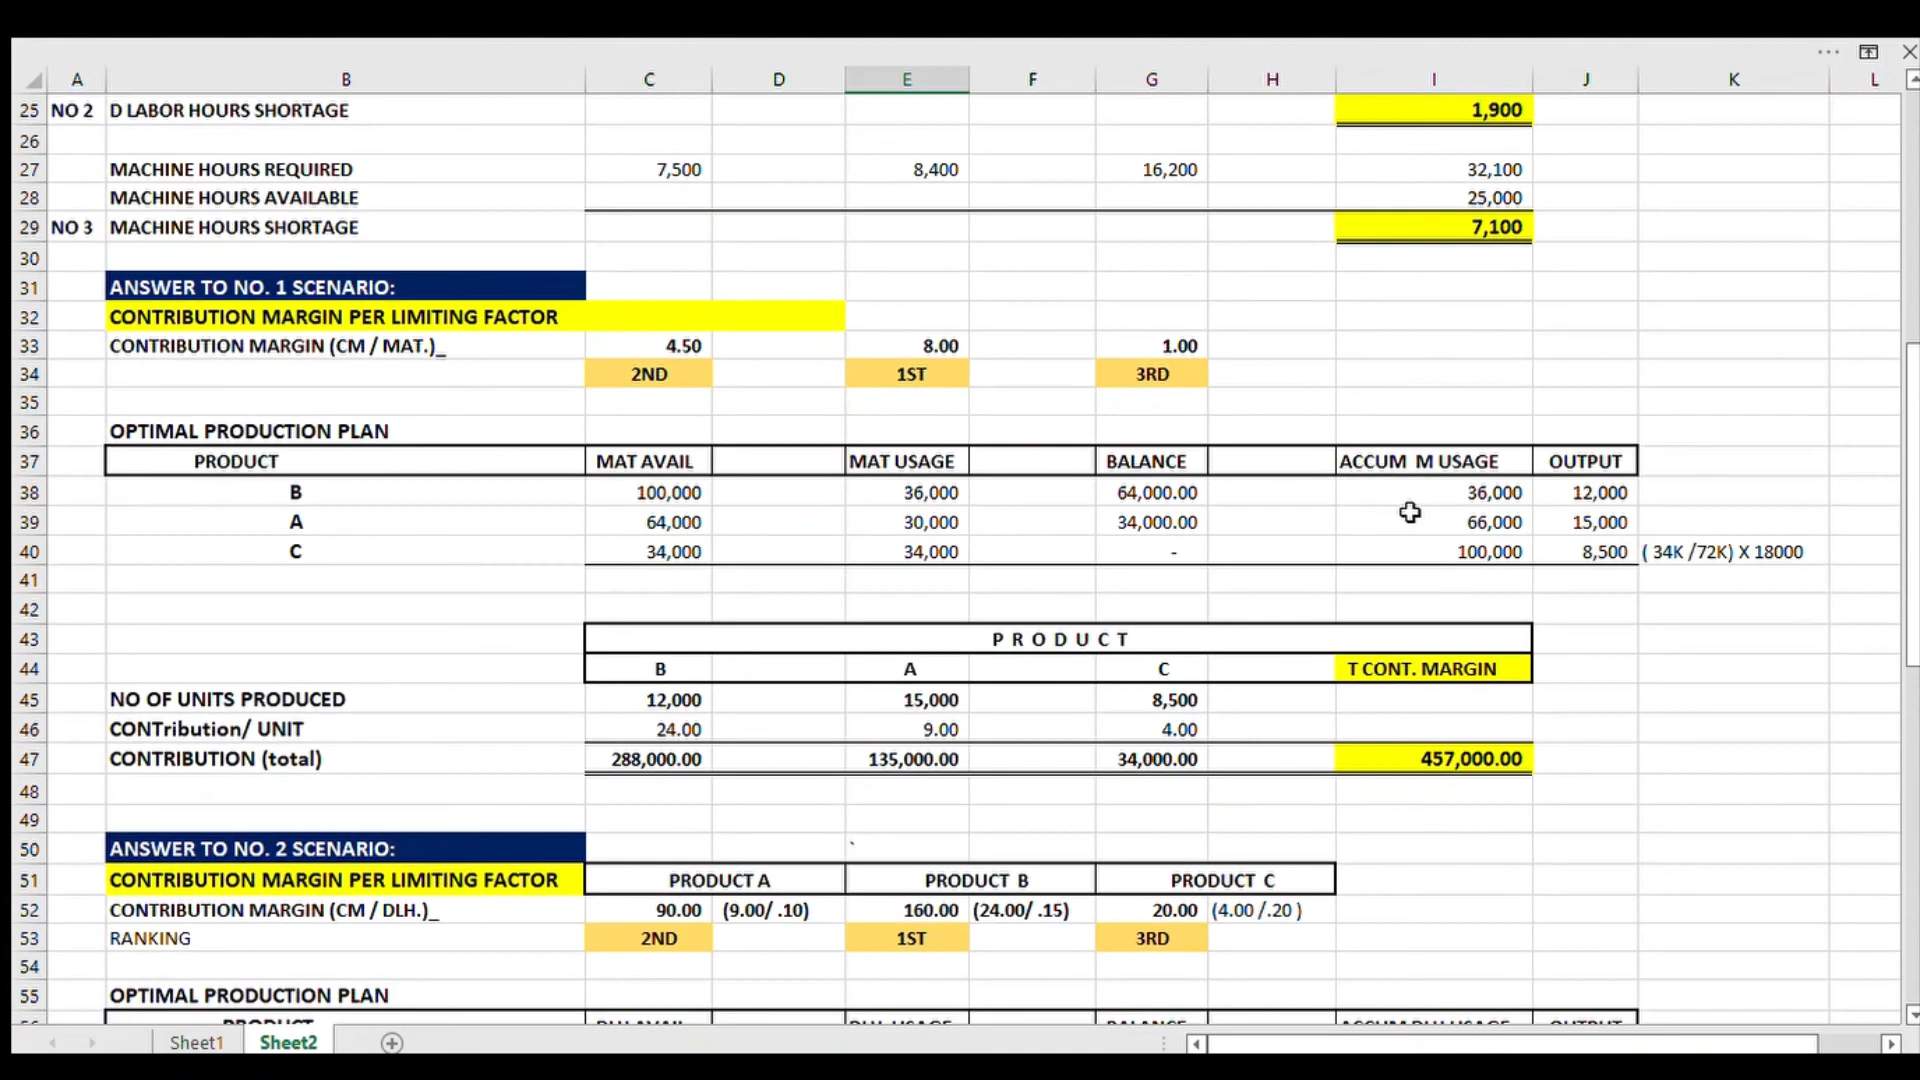 A B C D E F G H I J K L
25 NO 2 D LABOR HOURS SHORTAGE 1,900
26
27 MACHINE HOURS REQUIRED 7,500 8,400 16,200 32,100
28 MACHINE HOURS AVAILABLE 25,000
29 NO 3 MACHINE HOURS SHORTAGE 7,100
30
31 ANSWER TO NO. 1 SCENARIO:
32 CONTRIBUTION MARGIN PER LIMITING FACTOR
33 CONTRIBUTION MARGIN (CM / MAT.)_ 4.50 8.00 1.00
34 2ND 1ST 3RD
35
36 OPTIMAL PRODUCTION PLAN
37 PRODUCT MAT AVAIL MAT USAGE BALANCE ACCUM M USAGE OUTPUT
38 B 100,000 36,000 64,000.00 36,000 12,000
39 A 64,000 30,000 34,000.00 66,000 15,000
40 C 34,000 34,000 - 100,000 8,500 ( 34K /72K) X 18000
41
42
43 P R O D U C T
44 B A C T CONT. MARGIN
45 NO OF UNITS PRODUCED 12,000 15,000 8,500
46 CONTribution/ UNIT 24.00 9.00 4.00
47 CONTRIBUTION (total) 288,000.00 135,000.00 34,000.00 457,000.00
48
49
50 ANSWER TO NO. 2 SCENARIO: `
51 CONTRIBUTION MARGIN PER LIMITING FACTOR PRODUCT A PRODUCT B PRODUCT C
52 CONTRIBUTION MARGIN (CM / DLH.)_ 90.00 (9.00/ .10) 160.00 (24.00/ .15) 20.00 (4.00 /.20 )
53 RANKING 2ND 1ST 3RD
54
55 OPTIMAL PRODUCTION PLAN
Sheet1 Sheet2